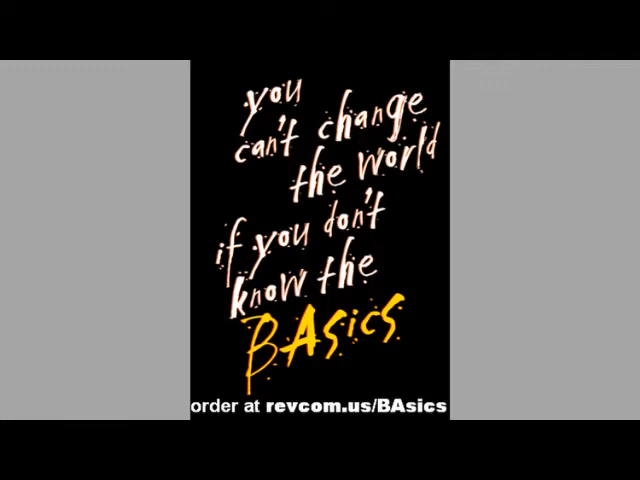 you
can't change
the world
if you don't
know the
BAsics
order at revcom.us/BAsics